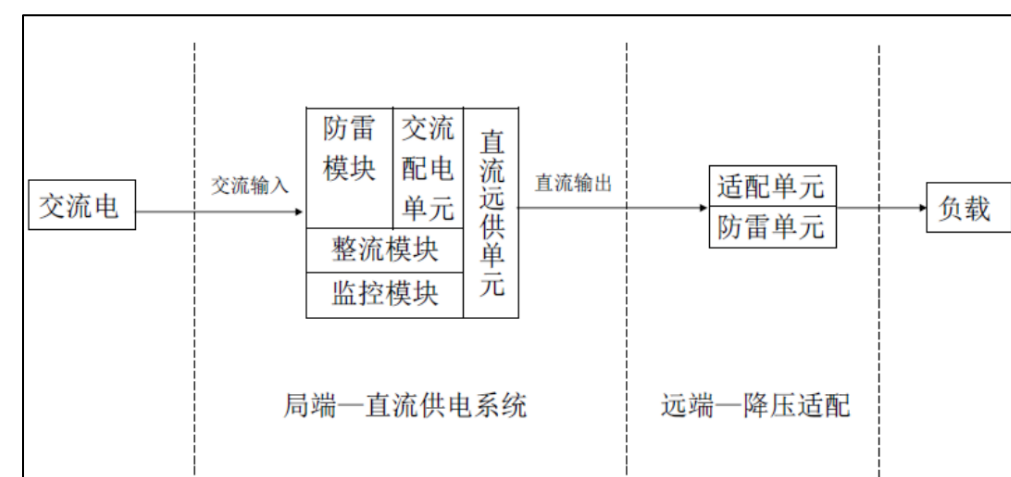 交流电
交流输入
防雷
模块
交流
配电
单元
整流模块
监控模块
直流远供单元
直流输出
适配单元
防雷单元
负载
局端—直流供电系统
远端—降压适配